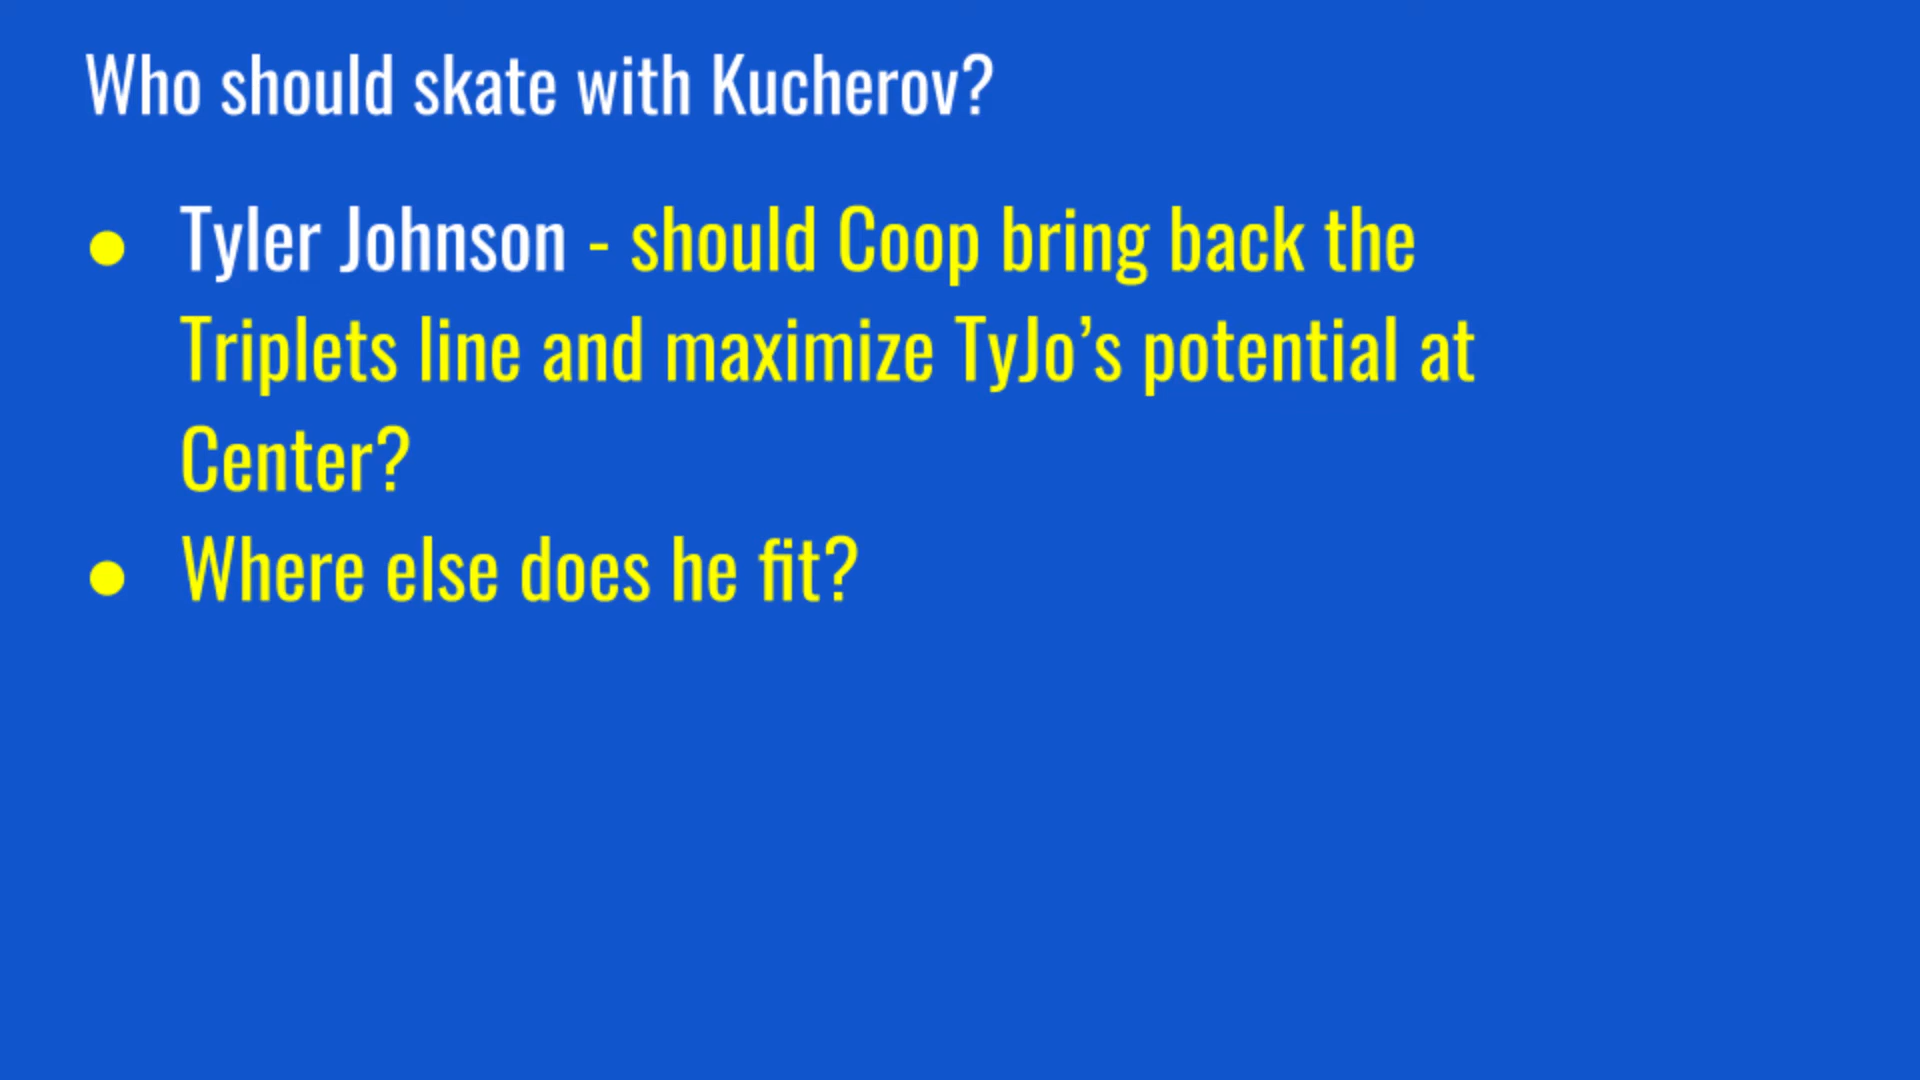 Who should skate with Kucherov?
● Tyler Johnson - should Coop bring back the
Triplets line and maximize TyJo’s potential at
Center?
● Where else does he fit?